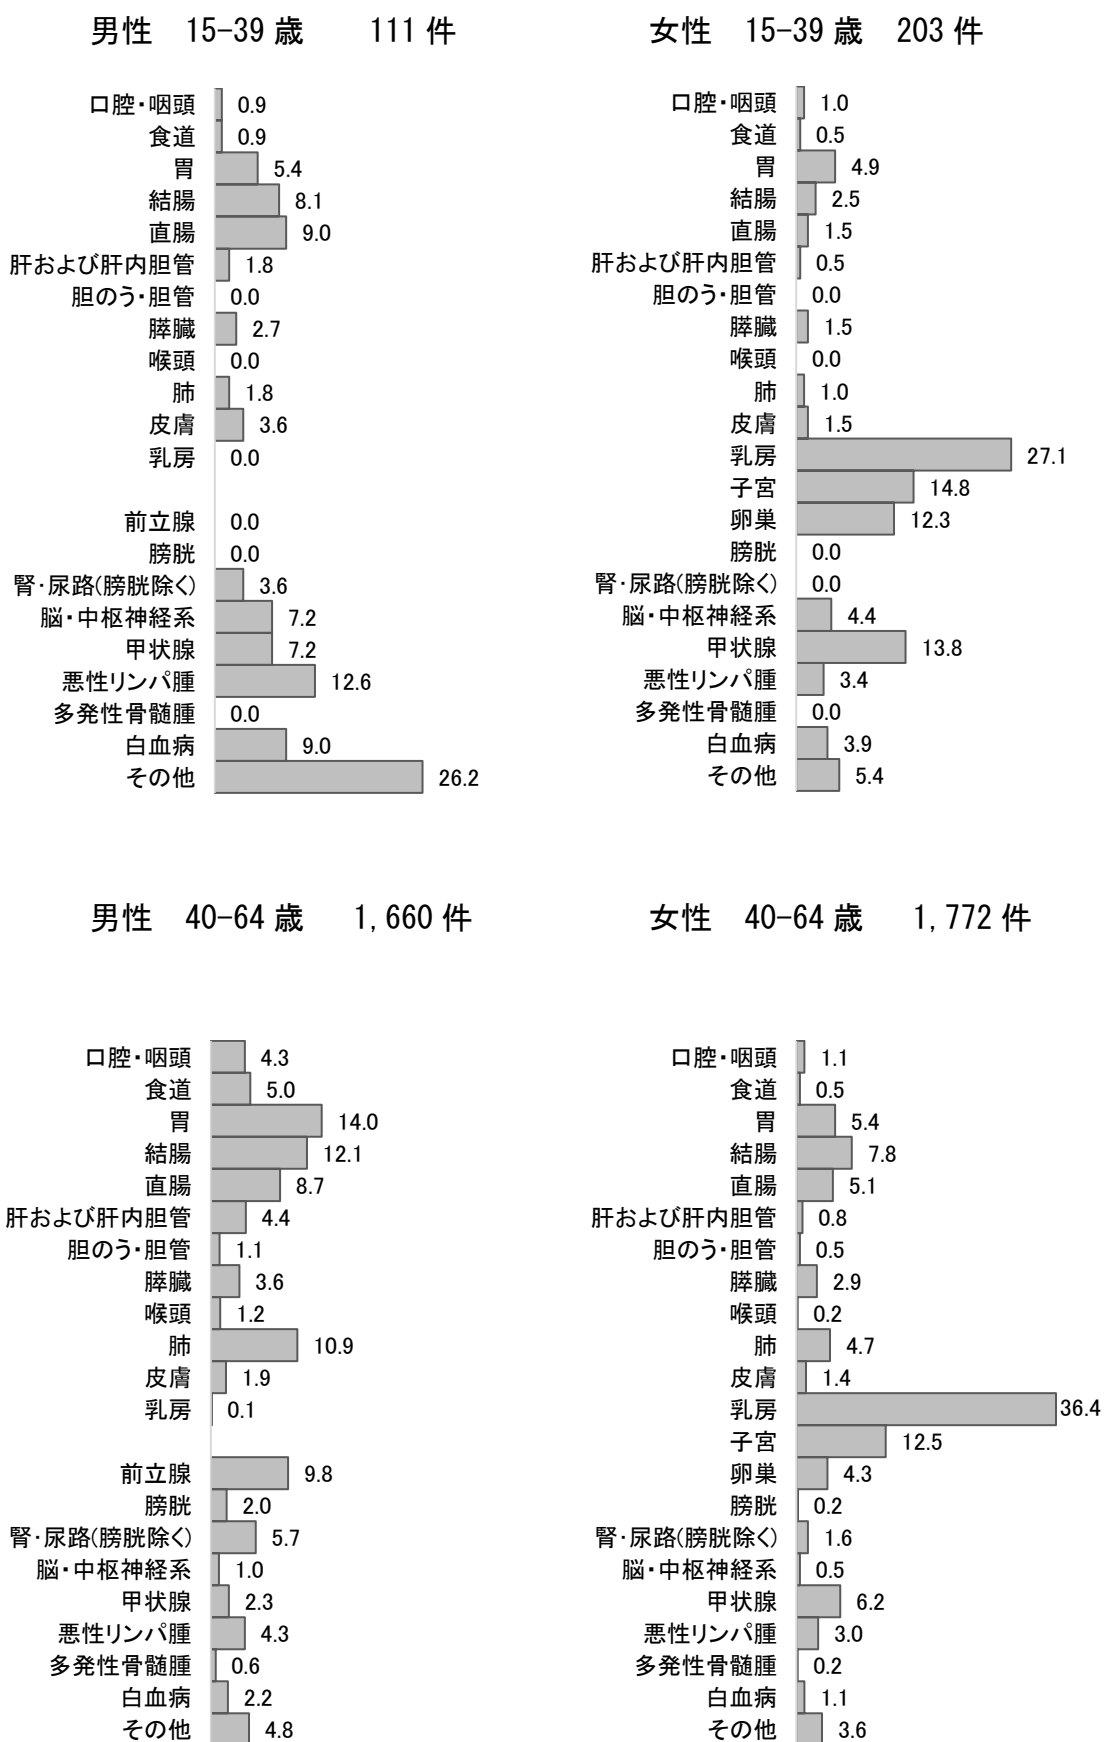 男性　15-39 歳　　111 件
口腔・咽頭 0.9
食道 0.9
胃 5.4
結腸 8.1
直腸 9.0
肝および肝内胆管 1.8
胆のう・胆管 0.0
膵臓 2.7
喉頭 0.0
肺 1.8
皮膚 3.6
乳房 0.0
前立腺 0.0
膀胱 0.0
腎・尿路(膀胱除く) 3.6
脳・中枢神経系 7.2
甲状腺 7.2
悪性リンパ腫 12.6
多発性骨髄腫 0.0
白血病 9.0
その他 26.2
女性　15-39 歳　203 件
口腔・咽頭 1.0
食道 0.5
胃 4.9
結腸 2.5
直腸 1.5
肝および肝内胆管 0.5
胆のう・胆管 0.0
膵臓 1.5
喉頭 0.0
肺 1.0
皮膚 1.5
乳房 27.1
子宮 14.8
卵巣 12.3
膀胱 0.0
腎・尿路(膀胱除く) 0.0
脳・中枢神経系 4.4
甲状腺 13.8
悪性リンパ腫 3.4
多発性骨髄腫 0.0
白血病 3.9
その他 5.4
男性　40-64 歳　　1,660 件
口腔・咽頭 4.3
食道 5.0
胃 14.0
結腸 12.1
直腸 8.7
肝および肝内胆管 4.4
胆のう・胆管 1.1
膵臓 3.6
喉頭 1.2
肺 10.9
皮膚 1.9
乳房 0.1
前立腺 9.8
膀胱 2.0
腎・尿路(膀胱除く) 5.7
脳・中枢神経系 1.0
甲状腺 2.3
悪性リンパ腫 4.3
多発性骨髄腫 0.6
白血病 2.2
その他 4.8
女性　40-64 歳　　1,772 件
口腔・咽頭 1.1
食道 0.5
胃 5.4
結腸 7.8
直腸 5.1
肝および肝内胆管 0.8
胆のう・胆管 0.5
膵臓 2.9
喉頭 0.2
肺 4.7
皮膚 1.4
乳房 36.4
子宮 12.5
卵巣 4.3
膀胱 0.2
腎・尿路(膀胱除く) 1.6
脳・中枢神経系 0.5
甲状腺 6.2
悪性リンパ腫 3.0
多発性骨髄腫 0.2
白血病 1.1
その他 3.6